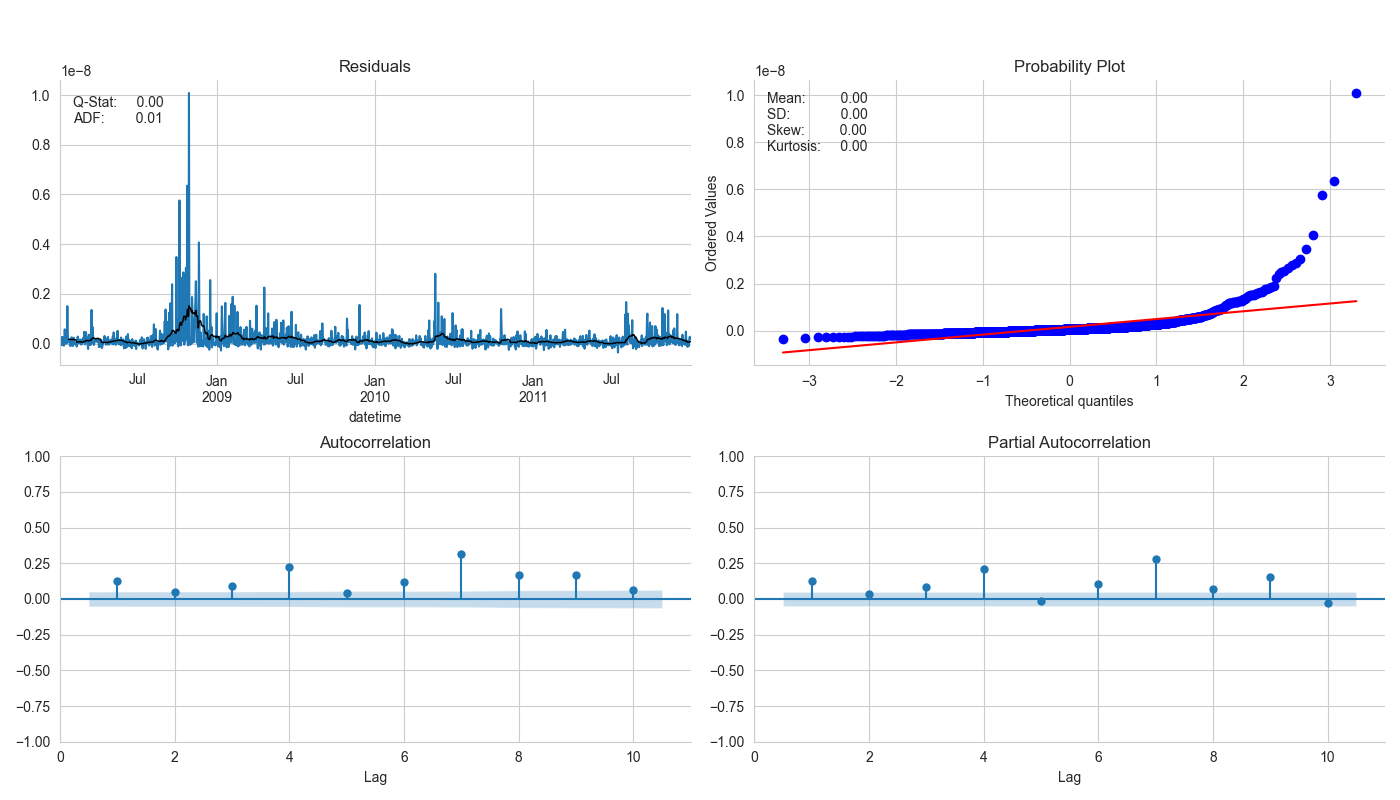 Residuals
1e−8
1.0
0.8
0.6
0.4
0.2
0.0
Q-Stat: 0.00
ADF: 0.01
Jul
Jan
2009
Jul
Jan
2010
Jul
Jan
2011
Jul
datetime
Probability Plot
1e−8
1.0
0.8
0.6
0.4
0.2
0.0
Ordered Values
Mean: 0.00
SD: 0.00
Skew: 0.00
Kurtosis: 0.00
−3 −2 −1 0 1 2 3
Theoretical quantiles
Autocorrelation
1.00
0.75
0.50
0.25
0.00
−0.25
−0.50
−0.75
−1.00
0 2 4 6 8 10
Lag
Partial Autocorrelation
1.00
0.75
0.50
0.25
0.00
−0.25
−0.50
−0.75
−1.00
0 2 4 6 8 10
Lag